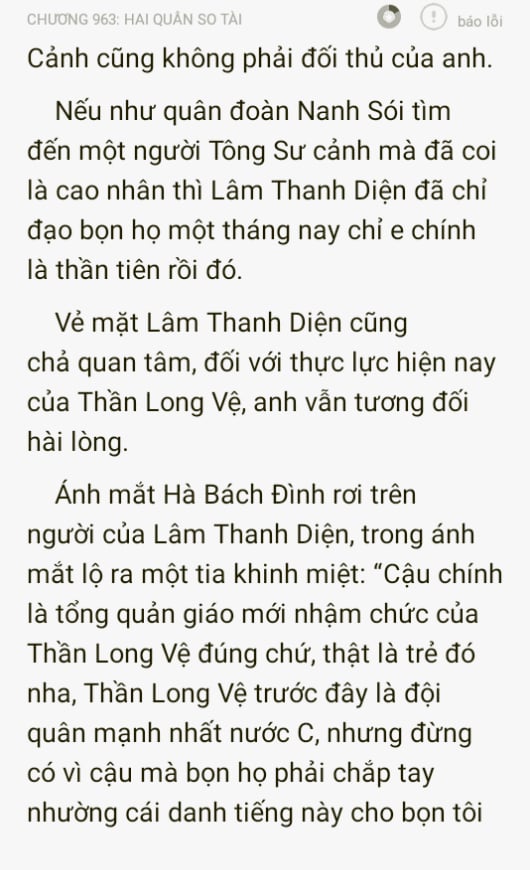 CHƯƠNG 963: HAI QUÂN SO TÀI
báo lỗi
Cảnh cũng không phải đối thủ của anh.
Nếu như quân đoàn Nanh Sói tìm
đến một người Tông Sư cảnh mà đã coi
là cao nhân thì Lâm Thanh Diện đã chỉ
đạo bọn họ một tháng nay chỉ e chính
là thần tiên rồi đó.
Vẻ mặt Lâm Thanh Diện cũng
chả quan tâm, đối với thực lực hiện nay
của Thần Long Vệ, anh vẫn tương đối
hài lòng.
Ánh mắt Hà Bách Đình rơi trên
người của Lâm Thanh Diện, trong ánh
mắt lộ ra một tia khinh miệt: “Cậu chính
là tổng quản giáo mới nhậm chức của
Thần Long Vệ đúng chứ, thật là trẻ đó
nha, Thần Long Vệ trước đây là đội
quân mạnh nhất nước C, nhưng đừng
có vì cậu mà bọn họ phải chắp tay
nhường cái danh tiếng này cho bọn tôi